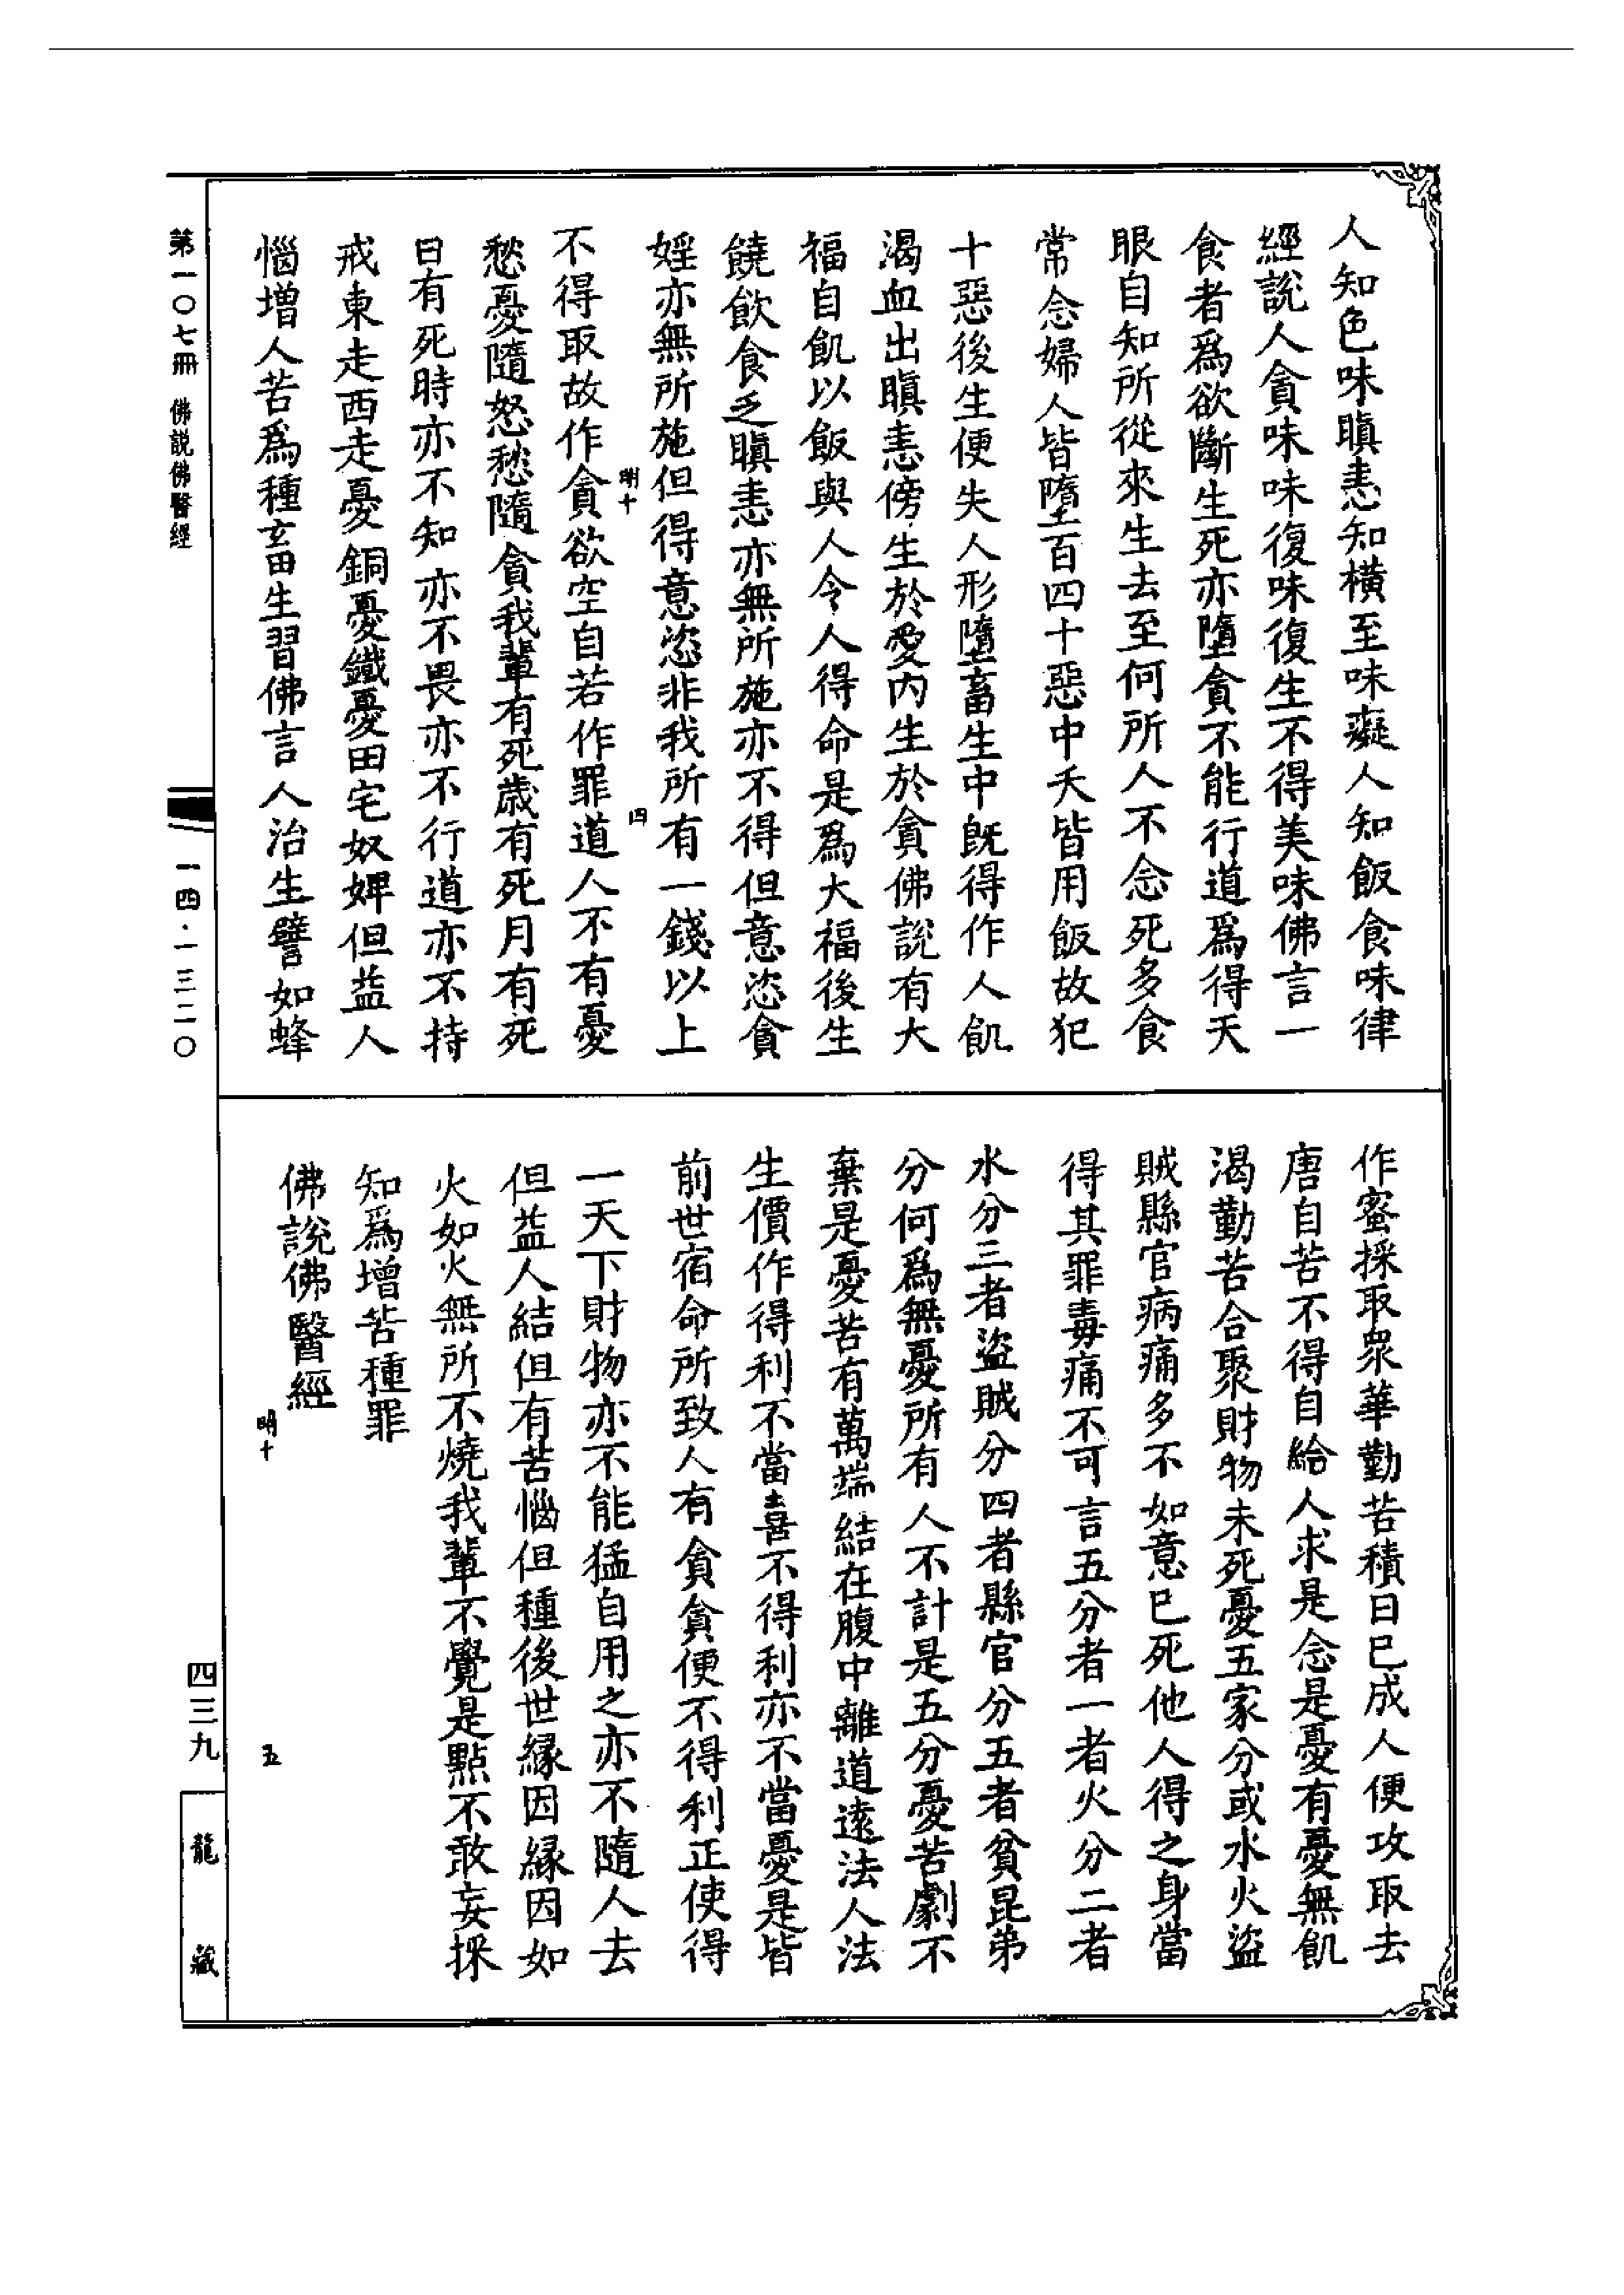 人知色味瞋恚知橫至味癡人知飯食味律
經說人貪味味復味復生不得美味佛言一
食者爲欲斷生死亦墮貪不能行道爲得天
眼自知所從來生去至何所人不念死多食
常念婦人皆墮百四十惡中夭皆用飯故犯
十惡後生便失人形墮畜生中既得作人飢
渴血出瞋恚傍生於愛內生於貪佛說有大
福自飢以飯與人令人得命是爲大福後生
饒飲食乏瞋恚亦無所施亦不得但意恣貪
婬亦無所施但得意恣非我所有一錢以上
明十
四
不得取故作貪欲空自若作罪道人不有憂
愁憂隨怒愁隨貪我輩有死歲有死月有死
日有死時亦不知亦不畏亦不行道亦不持
戒東走西走憂銅憂鐵憂田宅奴婢但益人
惱增人苦爲種畜生習佛言人治生譬如蜂
作蜜採取衆華勤苦積日已成人便攻取去
唐自苦不得自給人求是念是憂有憂無飢
渴勤苦合聚財物未死憂五家分或水火盜
賊縣官病痛多不如意已死他人得之身當
得其罪毒痛不可言五分者一者火分二者
水分三者盜賊分四者縣官分五者貧昆弟
分何爲無憂所有人不計是五分憂苦劇不
棄是憂苦有萬端結在腹中離道遠法人法
生價作得利不當喜不得利亦不當憂是皆
前世宿命所致人有貪貪便不得利正使得
一天下財物亦不能猛自用之亦不隨人去
但益人結但有苦惱但種後世緣因緣因如
火如火無所不燒我輩不覺是點不敢妄採
知爲增苦種罪
佛說佛醫經
明十
五
第一〇七冊 佛說佛醫經
一四·一三二〇
四三九
龍藏